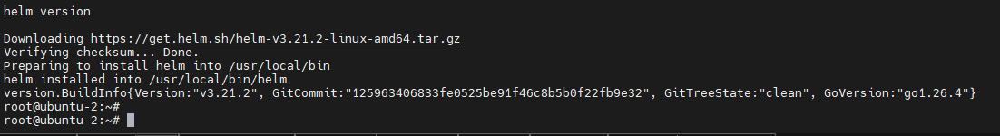 helm version

Downloading https://get.helm.sh/helm-v3.21.2-linux-amd64.tar.gz
Verifying checksum... Done.
Preparing to install helm into /usr/local/bin
helm installed into /usr/local/bin/helm
version.BuildInfo{Version:"v3.21.2", GitCommit:"125963406833fe0525be91f46c8b5b0f22fb9e32", GitTreeState:"clean", GoVersion:"go1.26.4"}
root@ubuntu-2:~#
root@ubuntu-2:~#